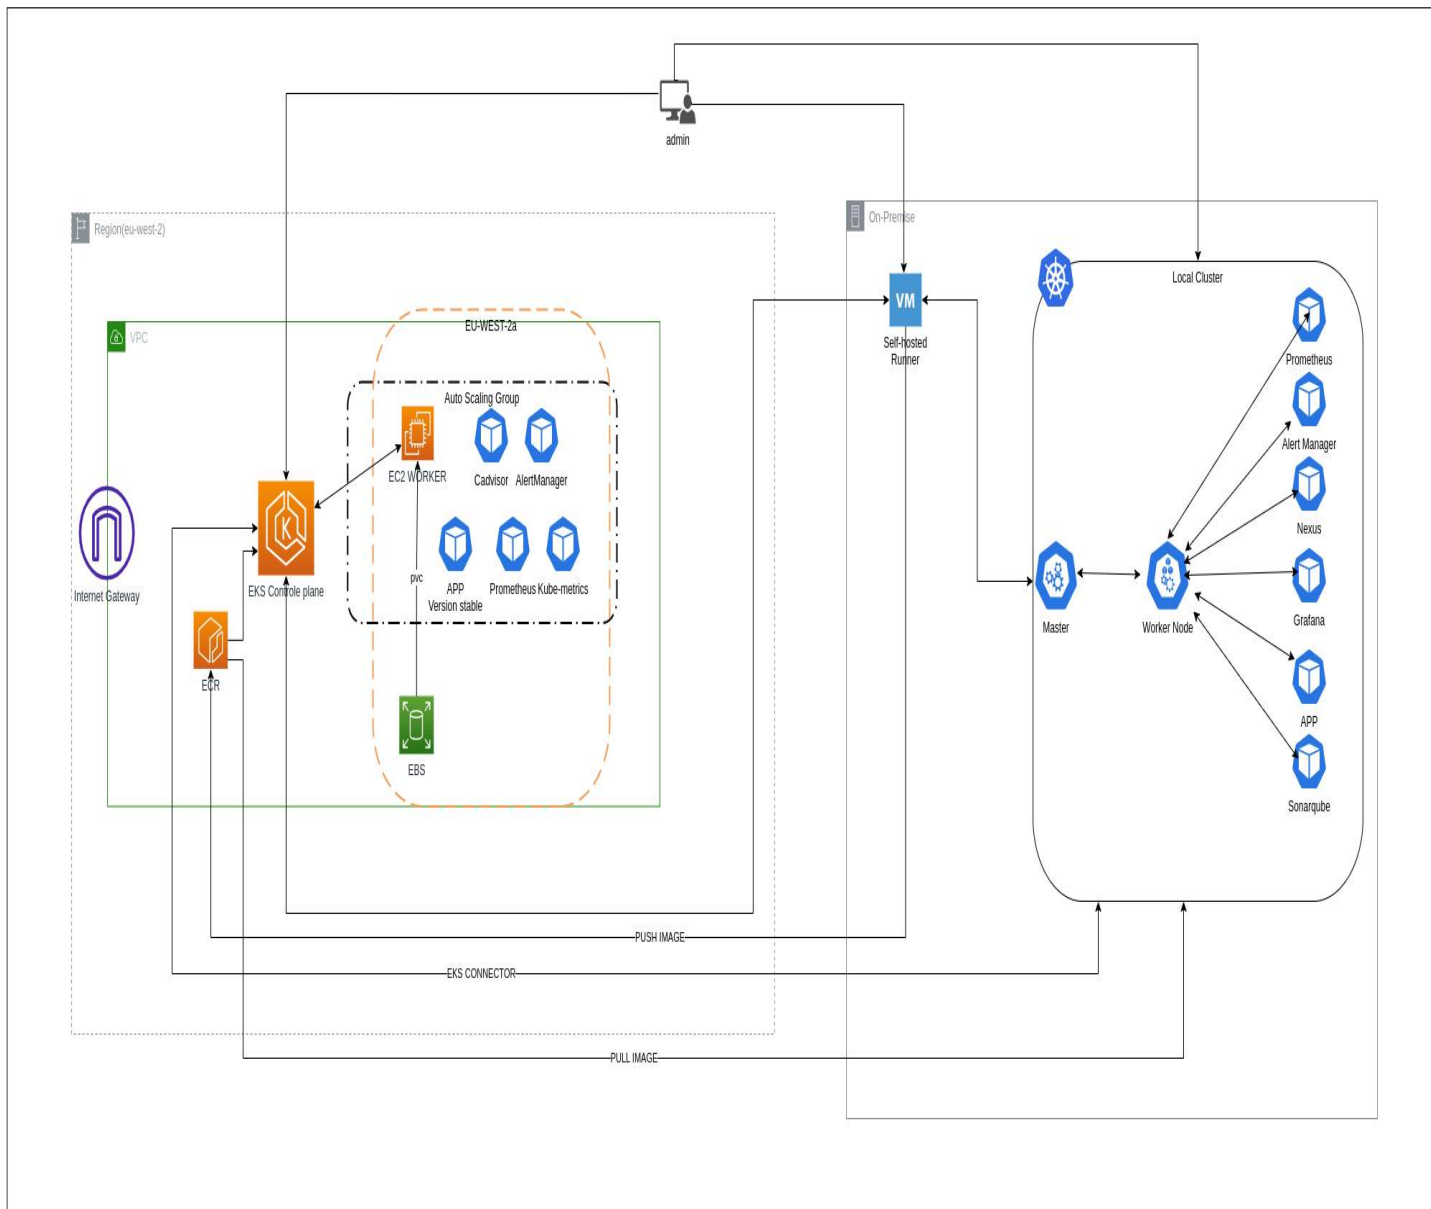 admin
Region(eu-west-2)
On-Premise
Local Cluster
EU-WEST-2a
VPC
VM
Self-hosted
Runner
Prometheus
Auto Scaling Group
Alert Manager
EC2 WORKER
Cadvisor
AlertManager
K
Nexus
pvc
EKS Controle plane
Internet Gateway
APP
Version stable
Prometheus
Kube-metrics
Master
Worker Node
Grafana
ECR
APP
EBS
Sonarqube
PUSH IMAGE
EKS CONNECTOR
PULL IMAGE